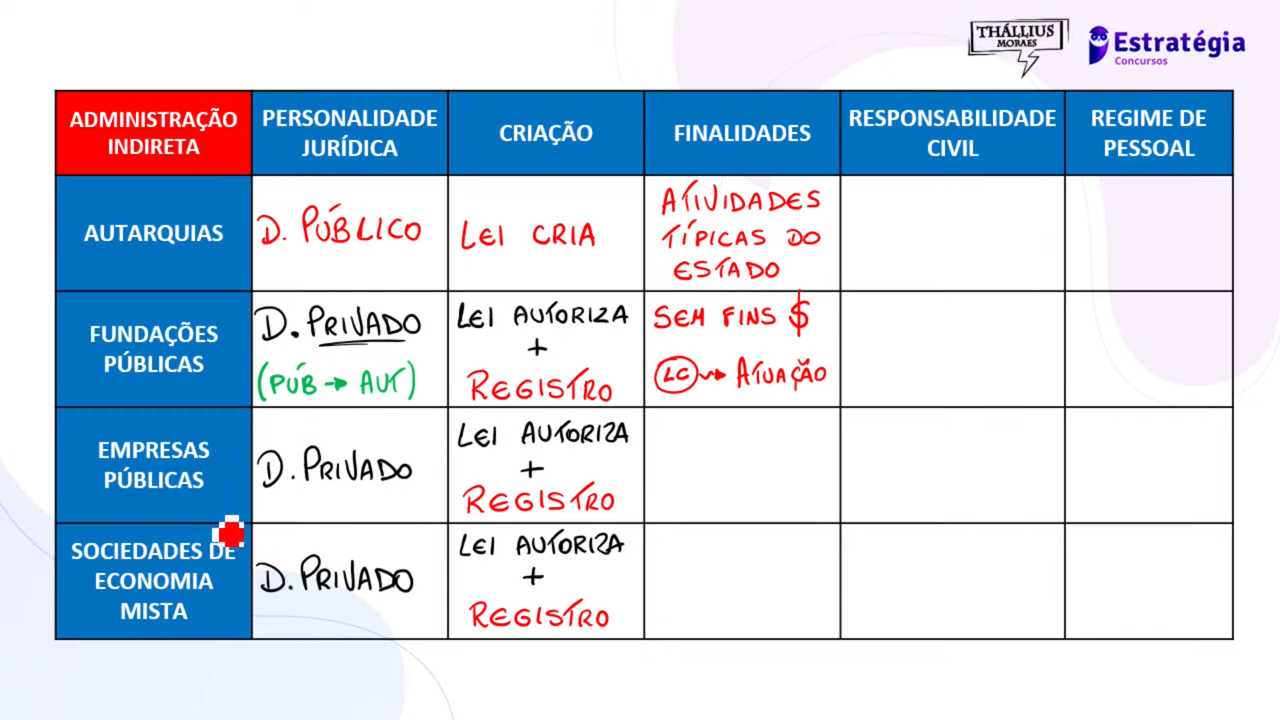 THÁLLIUS
MORAES
Estratégia
Concursos
ADMINISTRAÇÃO
INDIRETA
PERSONALIDADE
JURÍDICA
CRIAÇÃO
FINALIDADES
RESPONSABILIDADE
CIVIL
REGIME DE
PESSOAL
AUTARQUIAS
D. PÚBLICO
LEI CRIA
ATIVIDADES
TÍPICAS DO
ESTADO
FUNDAÇÕES
PÚBLICAS
D. PRIVADO
(PÚB → AUT)
LEI AUTORIZA
+
REGISTRO
SEM FINS $
LC → ATUAÇÃO
EMPRESAS
PÚBLICAS
D. PRIVADO
LEI AUTORIZA
+
REGISTRO
SOCIEDADES DE
ECONOMIA
MISTA
D. PRIVADO
LEI AUTORIZA
+
REGISTRO